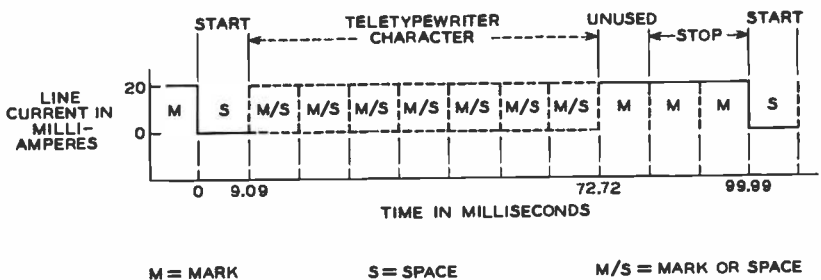 START TELETYPEWRITER CHARACTER UNUSED STOP START
LINE CURRENT IN MILLI-AMPERES
20
0
M S M/S M/S M/S M/S M/S M/S M/S M M M S
0 9.09 72.72 99.99
TIME IN MILLISECONDS
M = MARK S = SPACE M/S = MARK OR SPACE